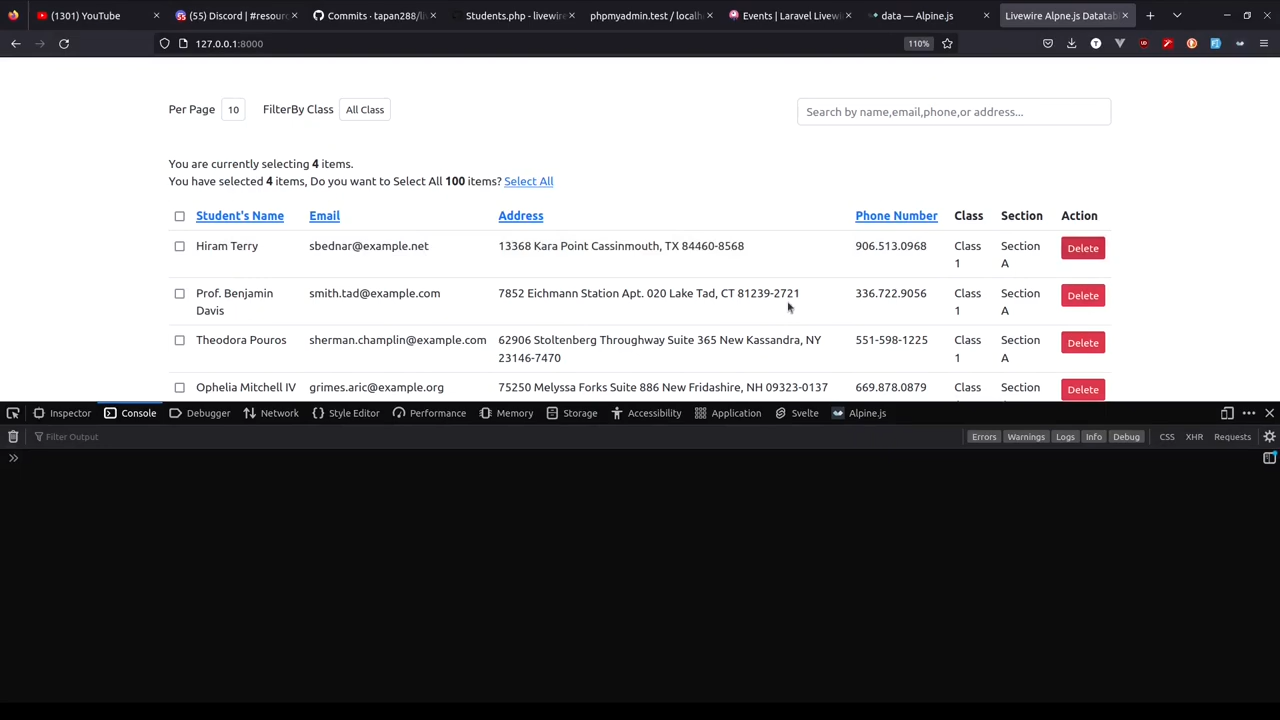 (1301) YouTube
(55) Discord | #resourc
Commits · tapan288/liv
Students.php - livewire
phpmyadmin.test / localh
Events | Laravel Livewi
data — Alpine.js
Livewire Alpne.js Datatabl
127.0.0.1:8000
110%
Per Page 10 FilterBy Class All Class
Search by name,email,phone,or address...
You are currently selecting 4 items.
You have selected 4 items, Do you want to Select All 100 items? Select All
Student's Name Email Address Phone Number Class Section Action
Hiram Terry sbednar@example.net 13368 Kara Point Cassinmouth, TX 84460-8568 906.513.0968 Class Section Delete
1 A
Prof. Benjamin smith.tad@example.com 7852 Eichmann Station Apt. 020 Lake Tad, CT 81239-2721 336.722.9056 Class Section Delete
Davis 1 A
Theodora Pouros sherman.champlin@example.com 62906 Stoltenberg Throughway Suite 365 New Kassandra, NY 551-598-1225 Class Section Delete
23146-7470 1 A
Ophelia Mitchell IV grimes.aric@example.org 75250 Melyssa Forks Suite 886 New Fridashire, NH 09323-0137 669.878.0879 Class Section Delete
Inspector Console Debugger Network Style Editor Performance Memory Storage Accessibility Application Svelte Alpine.js
Filter Output
Errors Warnings Logs Info Debug CSS XHR Requests